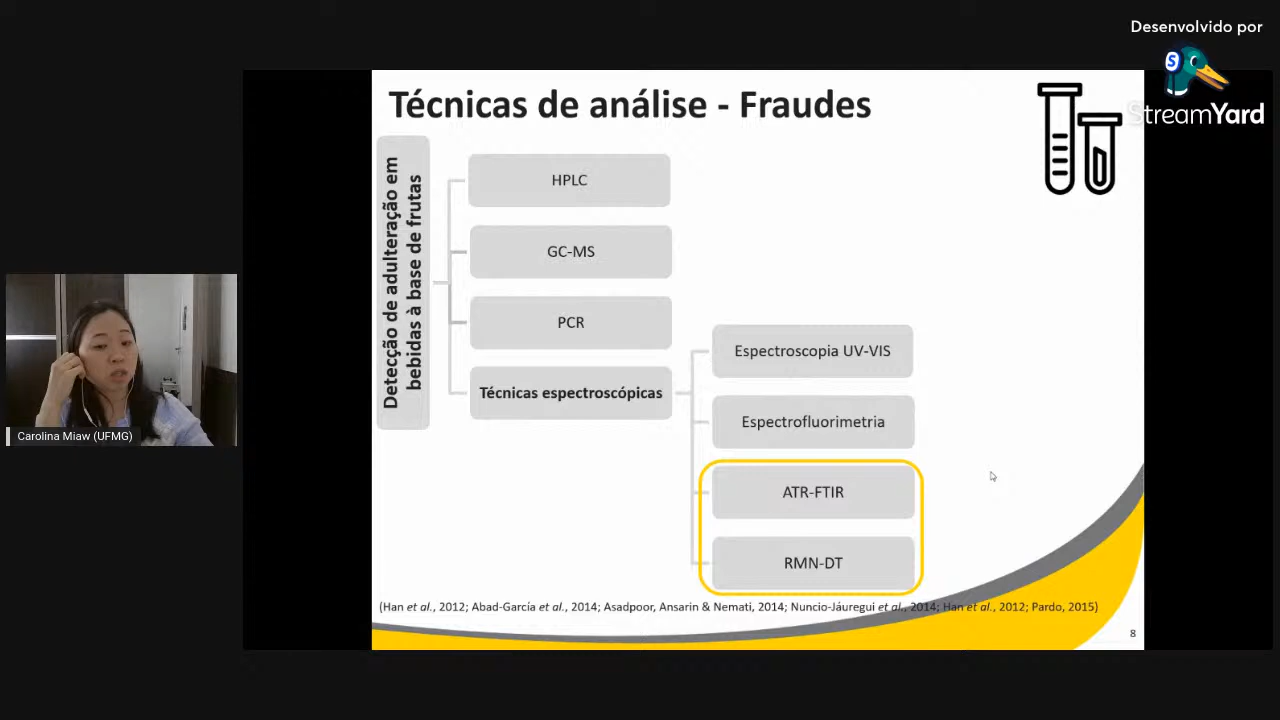 Desenvolvido por
StreamYard
Técnicas de análise - Fraudes
Detecção de adulteração em
bebidas à base de frutas
HPLC
GC-MS
PCR
Técnicas espectroscópicas
Espectroscopia UV-VIS
Espectrofluorimetria
ATR-FTIR
RMN-DT
(Han et al., 2012; Abad-García et al., 2014; Asadpoor, Ansarin & Nemati, 2014; Nuncio-Jáuregui et al., 2014; Han et al., 2012; Pardo, 2015)
8
Carolina Miaw (UFMG)